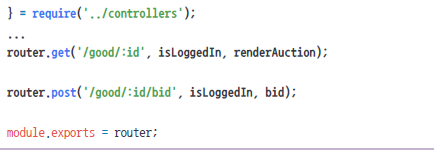 } = require('../controllers');
...
router.get('/good/:id', isLoggedIn, renderAuction);
router.post('/good/:id/bid', isLoggedIn, bid);
module.exports = router;